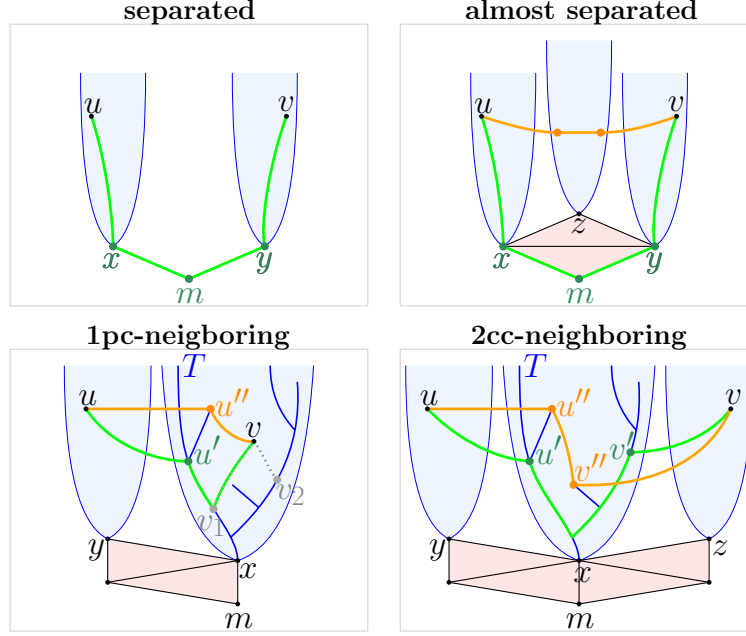 separated
almost separated
u
v
x
y
m
u
v
z
x
y
m
1pc-neigboring
2cc-neighboring
T
u
u''
v
u'
v₁
v₂
y
x
m
T
u
u''
v
u'
v'
v''
y
x
z
m